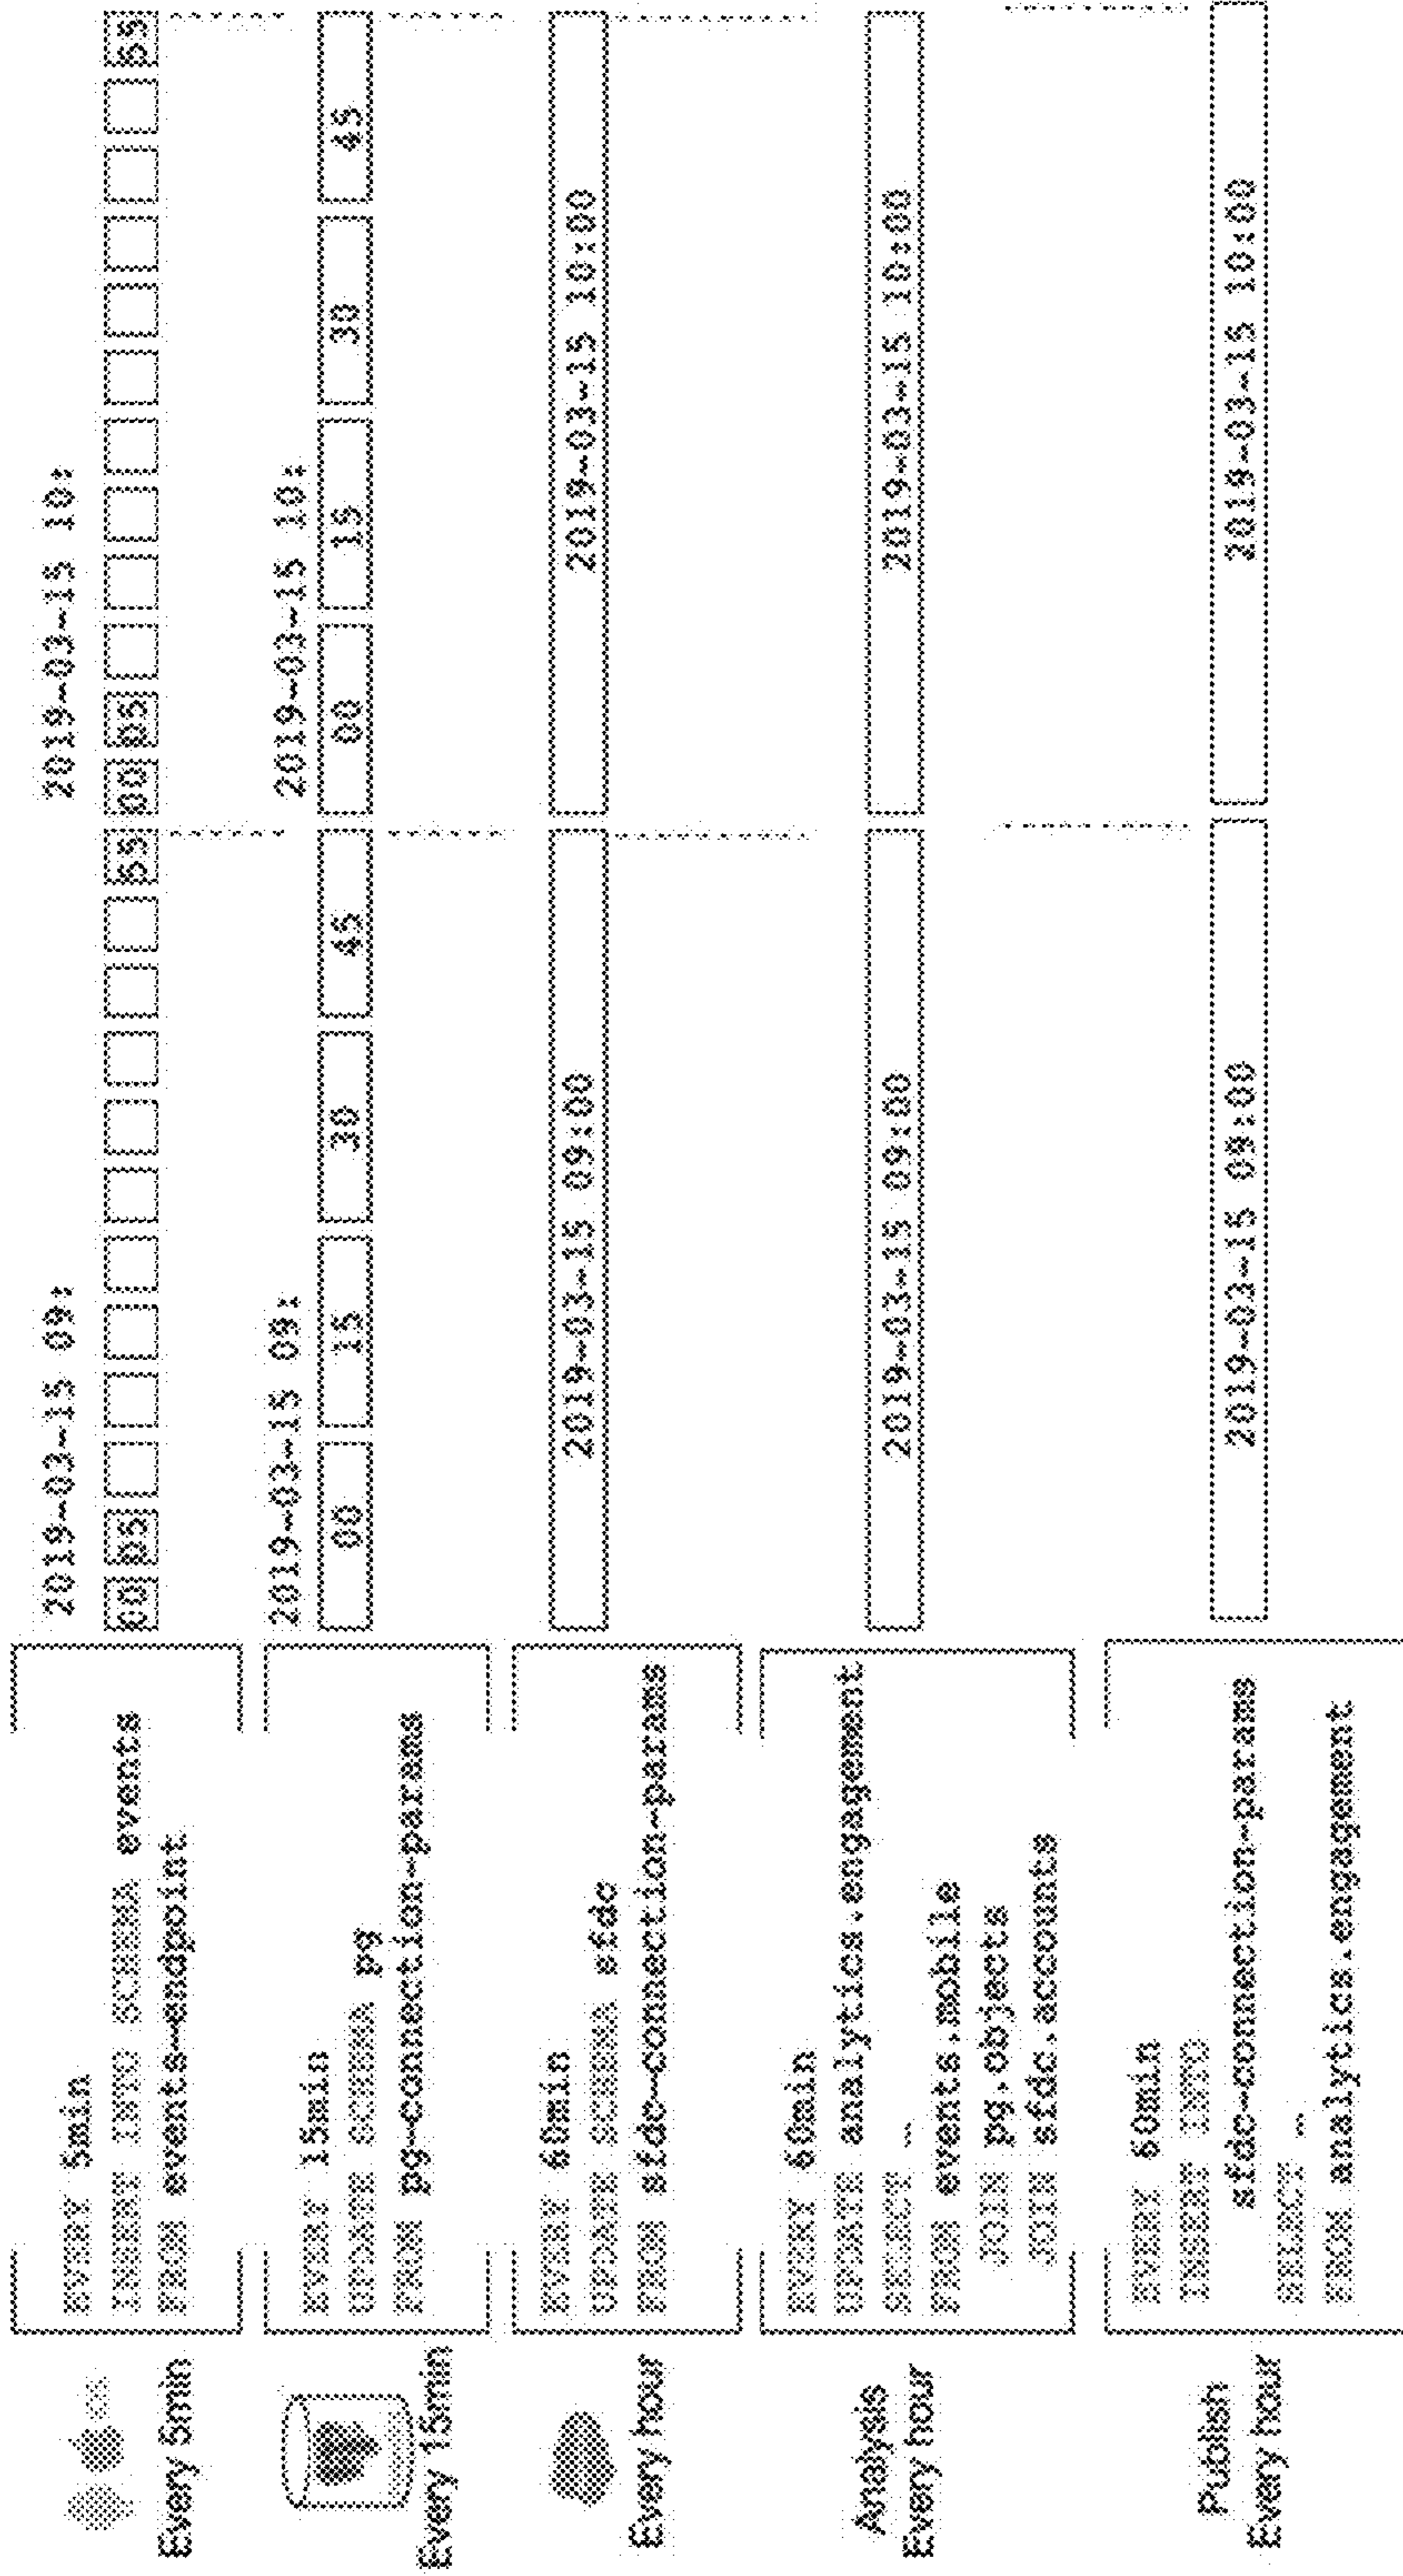 Every 5min
EVERY 5min
INSERT INTO SCHEMA events
FROM events-endpoint
2019-03-15 09:
00 05 55
2019-03-15 10:
00 05 55
Every 15min
EVERY 15min
UPDATE SCHEMA pg
FROM pg-connection-params
2019-03-15 09:
00 15 30 45
2019-03-15 10:
00 15 30 45
Every hour
EVERY 60min
UPDATE SCHEMA sfdc
FROM sfdc-connection-params
2019-03-15 09:00
2019-03-15 10:00
Analysis
Every hour
EVERY 60min
UPDATE analytics.engagement
SELECT …
FROM events.mobile
JOIN pg.objects
JOIN sfdc.accounts
2019-03-15 09:00
2019-03-15 10:00
Publish
Every hour
EVERY 60min
INSERT INTO
sfdc-connection-params
SELECT …
FROM analytics.engagement
2019-03-15 09:00
2019-03-15 10:00